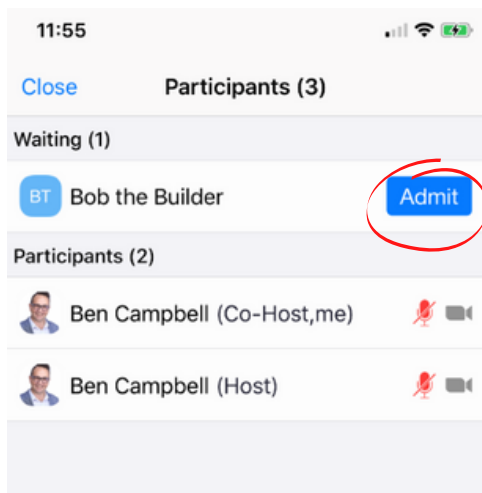 11:55
Close Participants (3)
Waiting (1)
BT Bob the Builder Admit
Participants (2)
Ben Campbell (Co-Host,me)
Ben Campbell (Host)